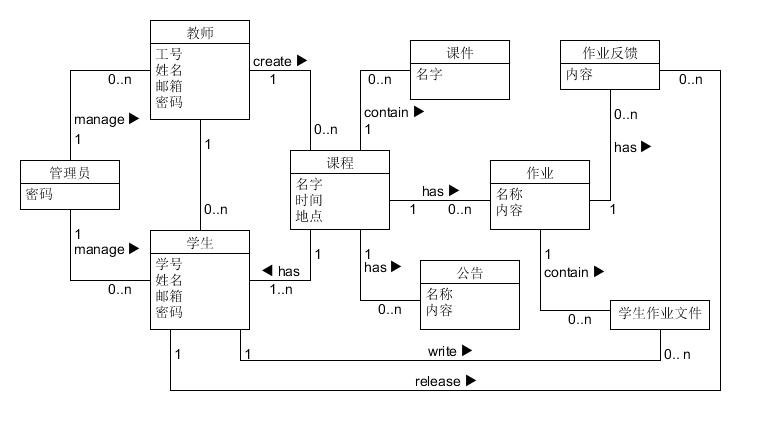 教师
工号
姓名
邮箱
密码
create ▶
1
0..n
manage ▶
1
0..n
课件
名字
0..n
contain ▶
1
作业反馈
内容
0..n
0..n
has ▶
1
管理员
密码
1
manage ▶
0..n
1
0..n
课程
名字
时间
地点
has ▶
1
0..n
作业
名称
内容
学生
学号
姓名
邮箱
密码
1
◀ has
1..n
1
has ▶
0..n
公告
名称
内容
1
contain ▶
0..n
学生作业文件
1
1
write ▶
0.. n
release ▶